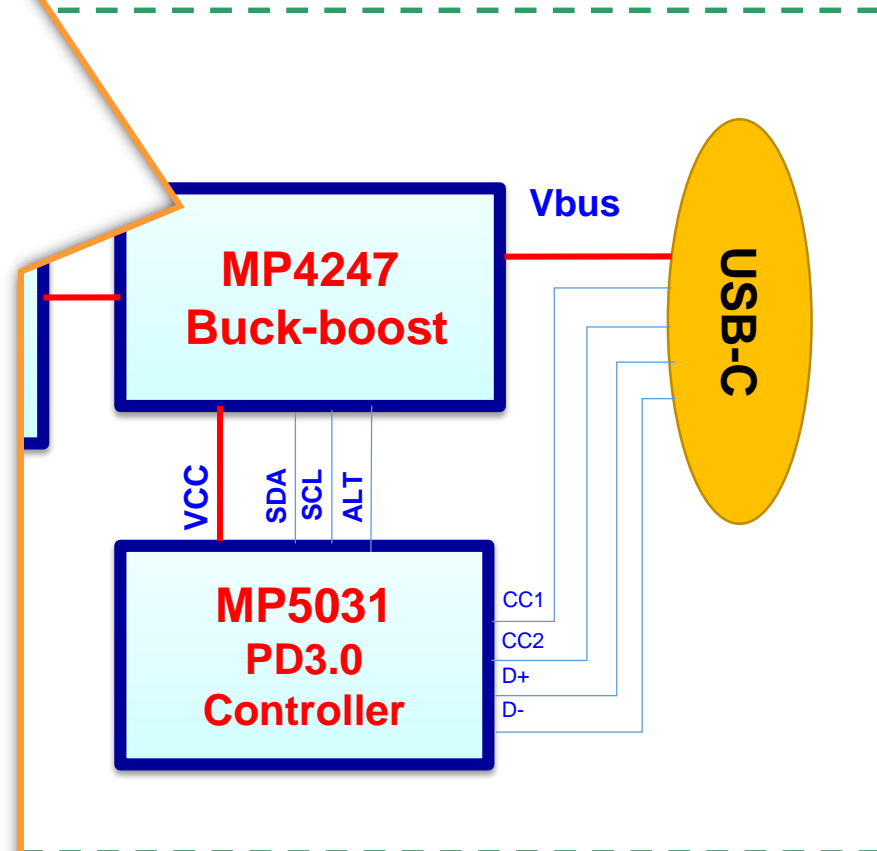 Vbus
MP4247
Buck-boost
USB-C
VCC
SDA
SCL
ALT
MP5031
PD3.0
Controller
CC1
CC2
D+
D-